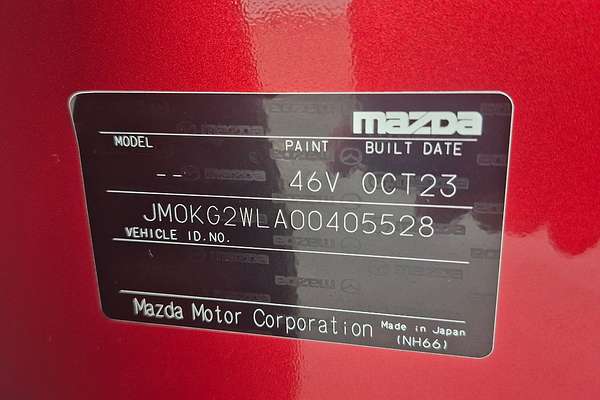 mazda
MODEL PAINT BUILT DATE
-- 46V OCT23
JM0KG2WLA00405528
VEHICLE ID.NO.
Mazda Motor Corporation Made in Japan
(NH66)